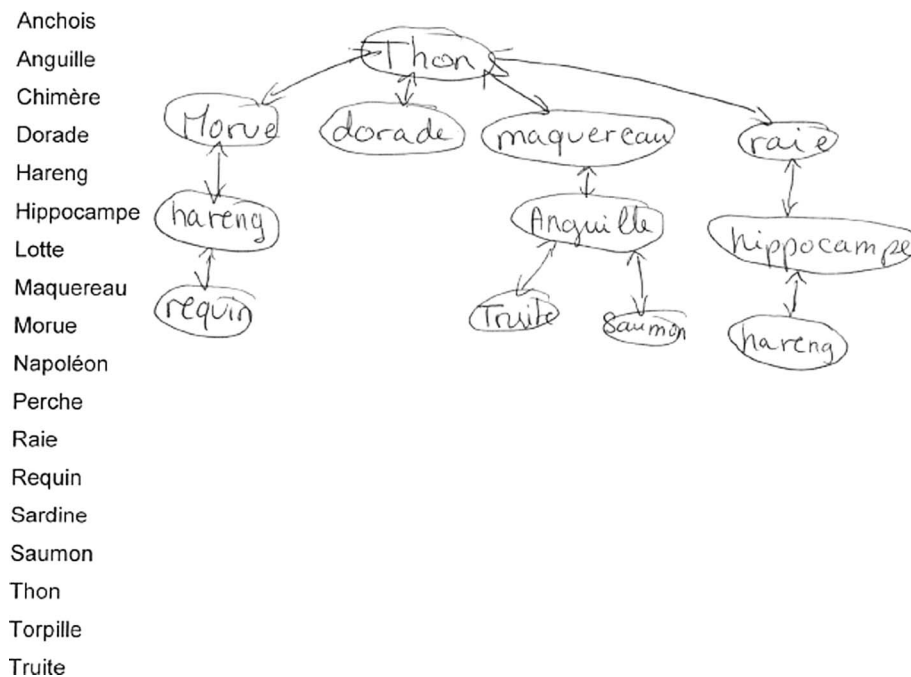 Anchois
Anguille
Chimère
Dorade
Hareng
Hippocampe
Lotte
Maquereau
Morue
Napoléon
Perche
Raie
Requin
Sardine
Saumon
Thon
Torpille
Truite
Thon
Morue
dorade
maquereau
raie
hareng
Anguille
hippocampe
requin
Truite
Saumon
hareng